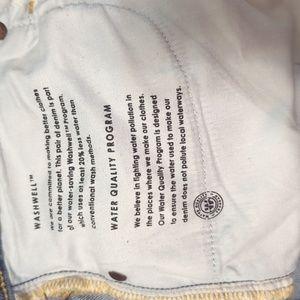 WASHWELL™
We are committed to making better clothes
for a better planet. This pair of denim is part
of our water-saving Washwell™ Program,
which uses at least 20% less water than
conventional wash methods.
WATER QUALITY PROGRAM
We believe in fighting water pollution in
the places where we make our clothes.
Our Water Quality Program is designed
to ensure the water used to make our
denim does not pollute local waterways.